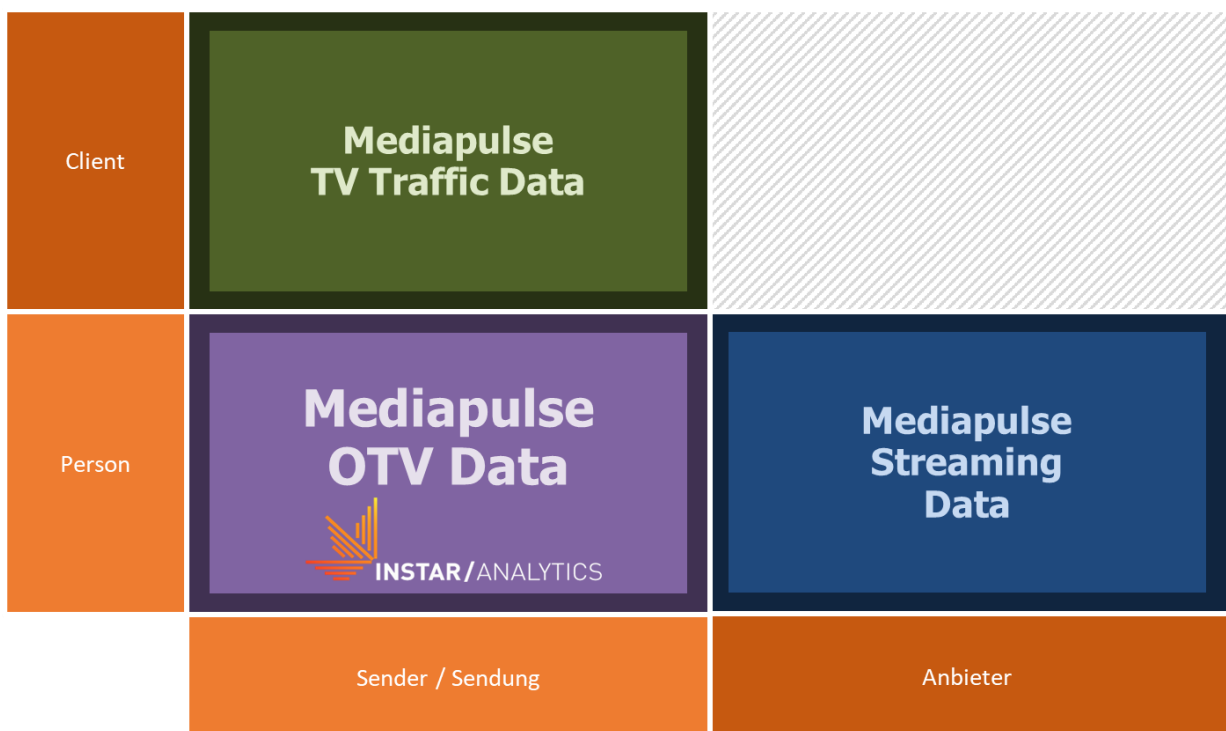 Client
Mediapulse
TV Traffic Data
Person
Mediapulse
OTV Data
INSTAR/ANALYTICS
Mediapulse
Streaming
Data
Sender / Sendung
Anbieter